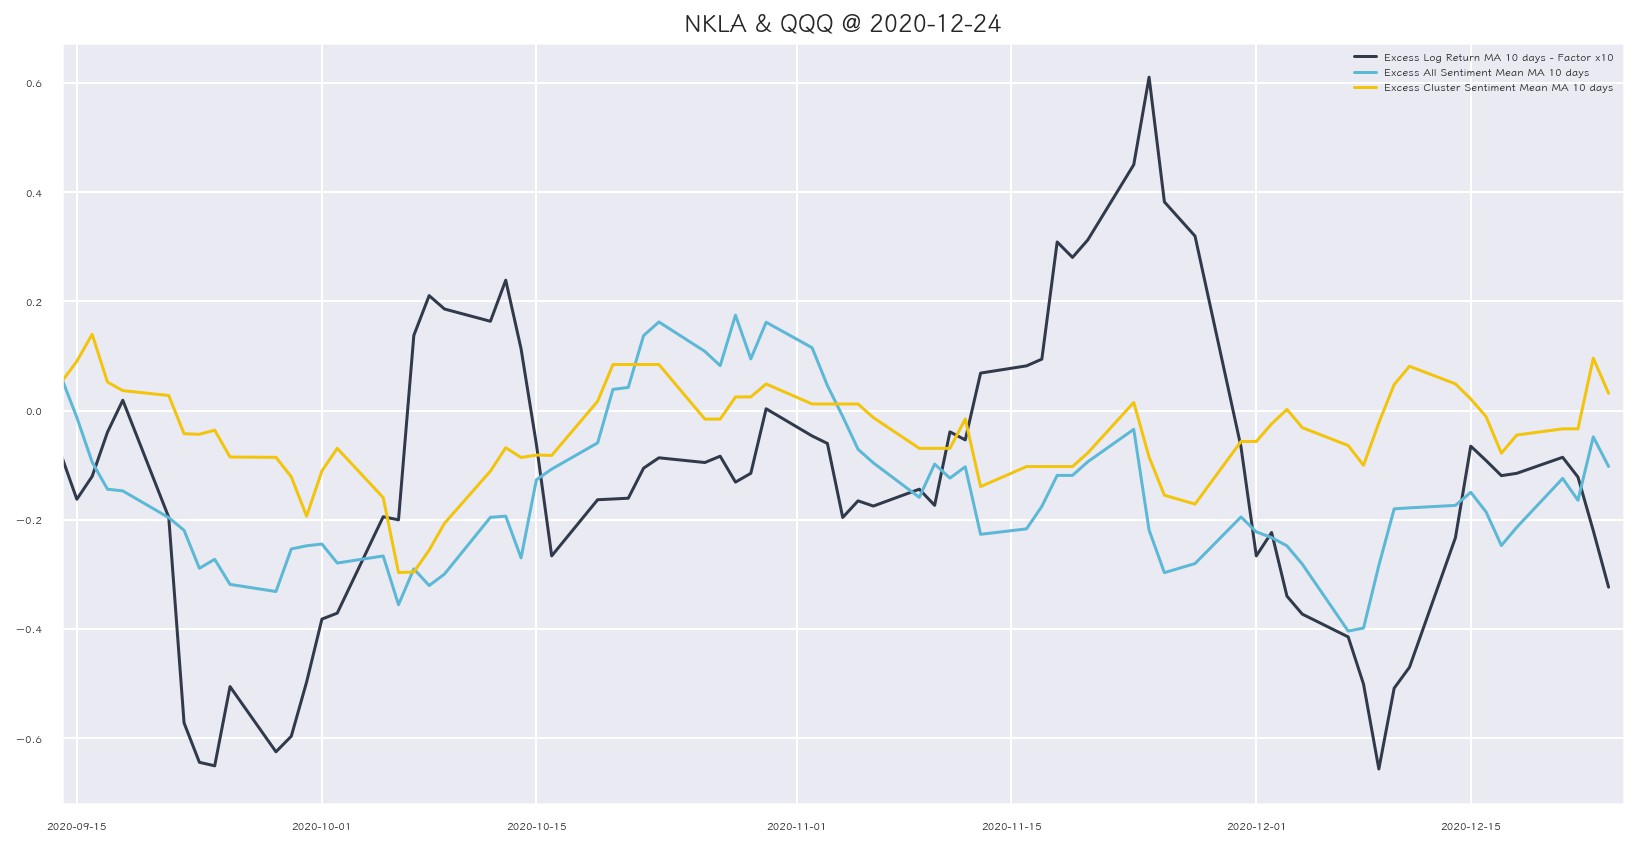 NKLA & QQQ @ 2020-12-24
Excess Log Return MA 10 days - Factor x10
Excess All Sentiment Mean MA 10 days
Excess Cluster Sentiment Mean MA 10 days
0.6
0.4
0.2
0.0
−0.2
−0.4
−0.6
2020-09-15 2020-10-01 2020-10-15 2020-11-01 2020-11-15 2020-12-01 2020-12-15